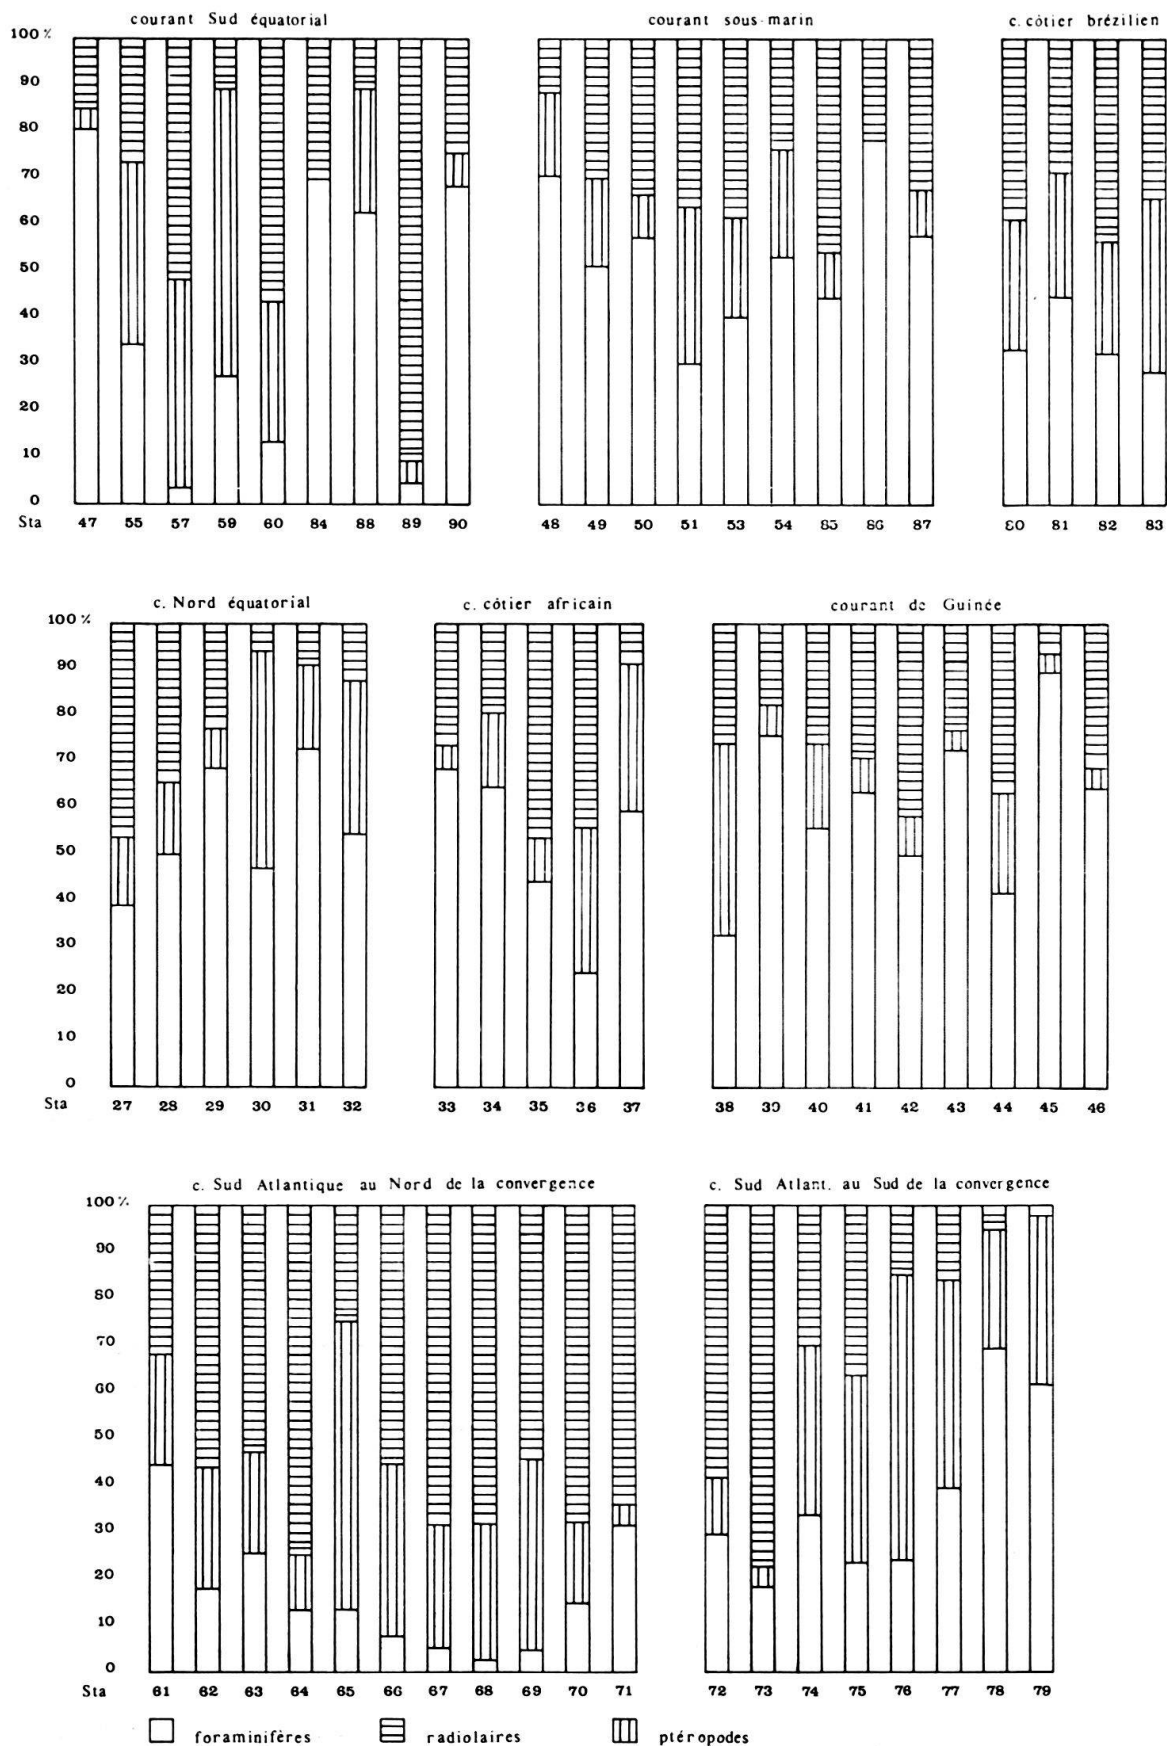 courant Sud équatorial
courant sous-marin
c. côtier brézilien
100 %
90
80
70
60
50
40
30
20
10
0
Sta 47 55 57 59 60 84 88 89 90
48 49 50 51 53 54 85 86 87
80 81 82 83
c. Nord équatorial
c. côtier africain
courant de Guinée
100 %
90
80
70
60
50
40
30
20
10
0
Sta 27 28 29 30 31 32
33 34 35 36 37
38 39 40 41 42 43 44 45 46
c. Sud Atlantique au Nord de la convergence
c. Sud Atlant. au Sud de la convergence
100 %
90
80
70
60
50
40
30
20
10
0
Sta 61 62 63 64 65 66 67 68 69 70 71
72 73 74 75 76 77 78 79
foraminifères
radiolaires
ptéropodes